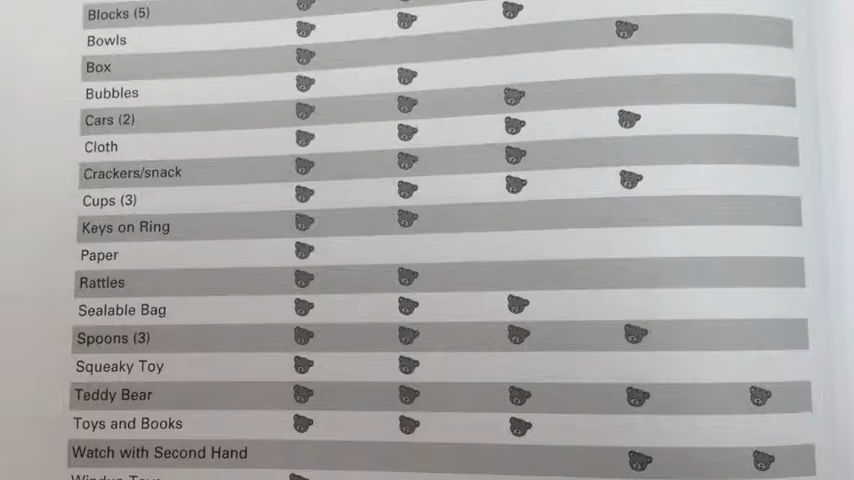 Blocks (5)
Bowls
Box
Bubbles
Cars (2)
Cloth
Crackers/snack
Cups (3)
Keys on Ring
Paper
Rattles
Sealable Bag
Spoons (3)
Squeaky Toy
Teddy Bear
Toys and Books
Watch with Second Hand